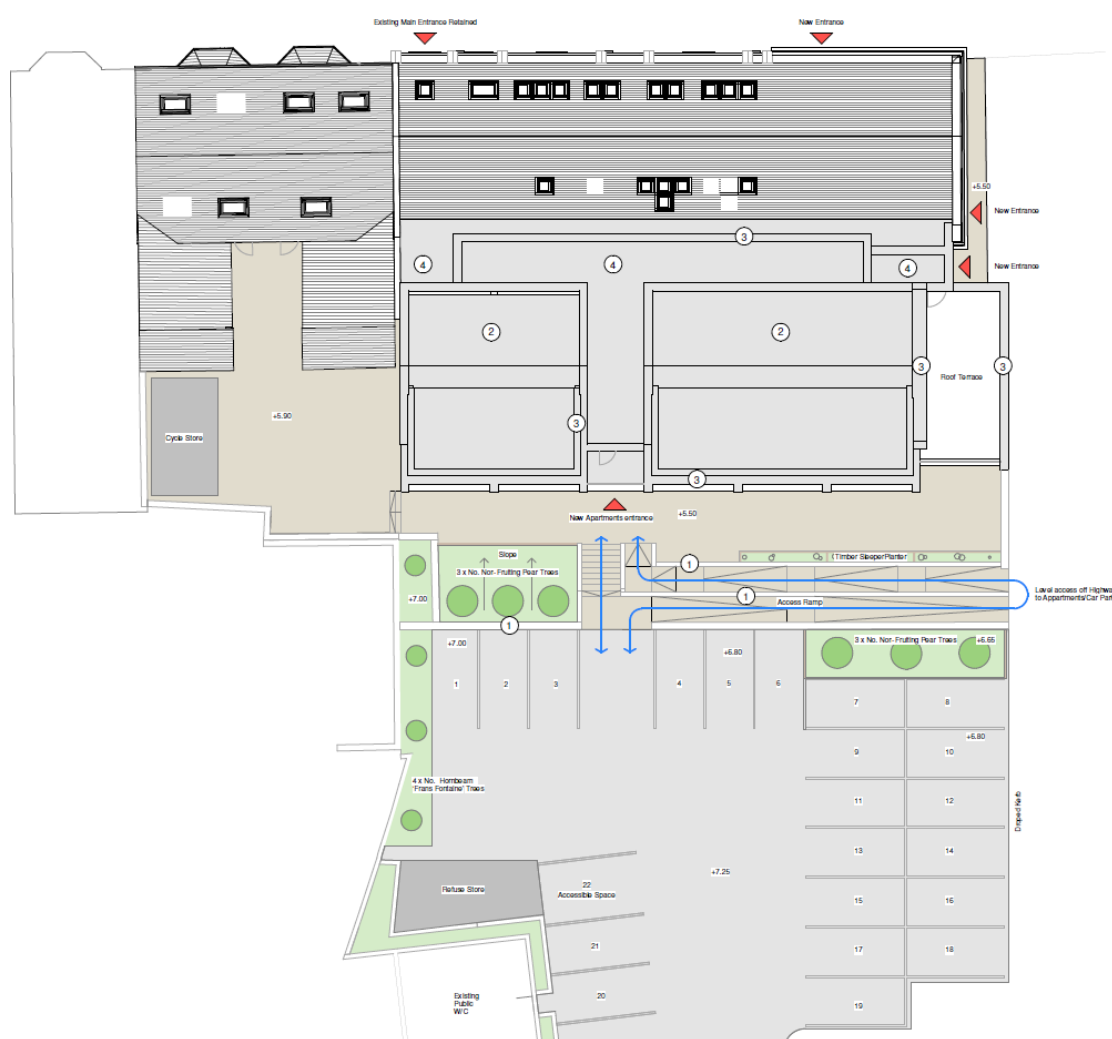 Existing Main Entrance Retained
New Entrance
+5.50
New Entrance
3
4
4
4
New Entrance
2
2
3
Roof Terrace
3
+5.90
3
Cycle Store
3
New Apartments entrance
+5.50
Slope
Timber Sleeper Planter
3 x No. Non- Fruiting Pear Trees
1
Level access off Highwa
to Appartments/Car Par
+7.00
1
Access Ramp
1
+7.00
3 x No. Non- Fruiting Pear Trees
+6.80
1
2
3
4
5
6
7
8
+6.80
9
10
4 x No. Hornbeam
'Frans Fontaine' Trees
11
12
Droped Kerb
13
14
+7.25
22
Accessible Space
Refuse Store
15
16
21
17
18
20
19
Existing
Public
W/C